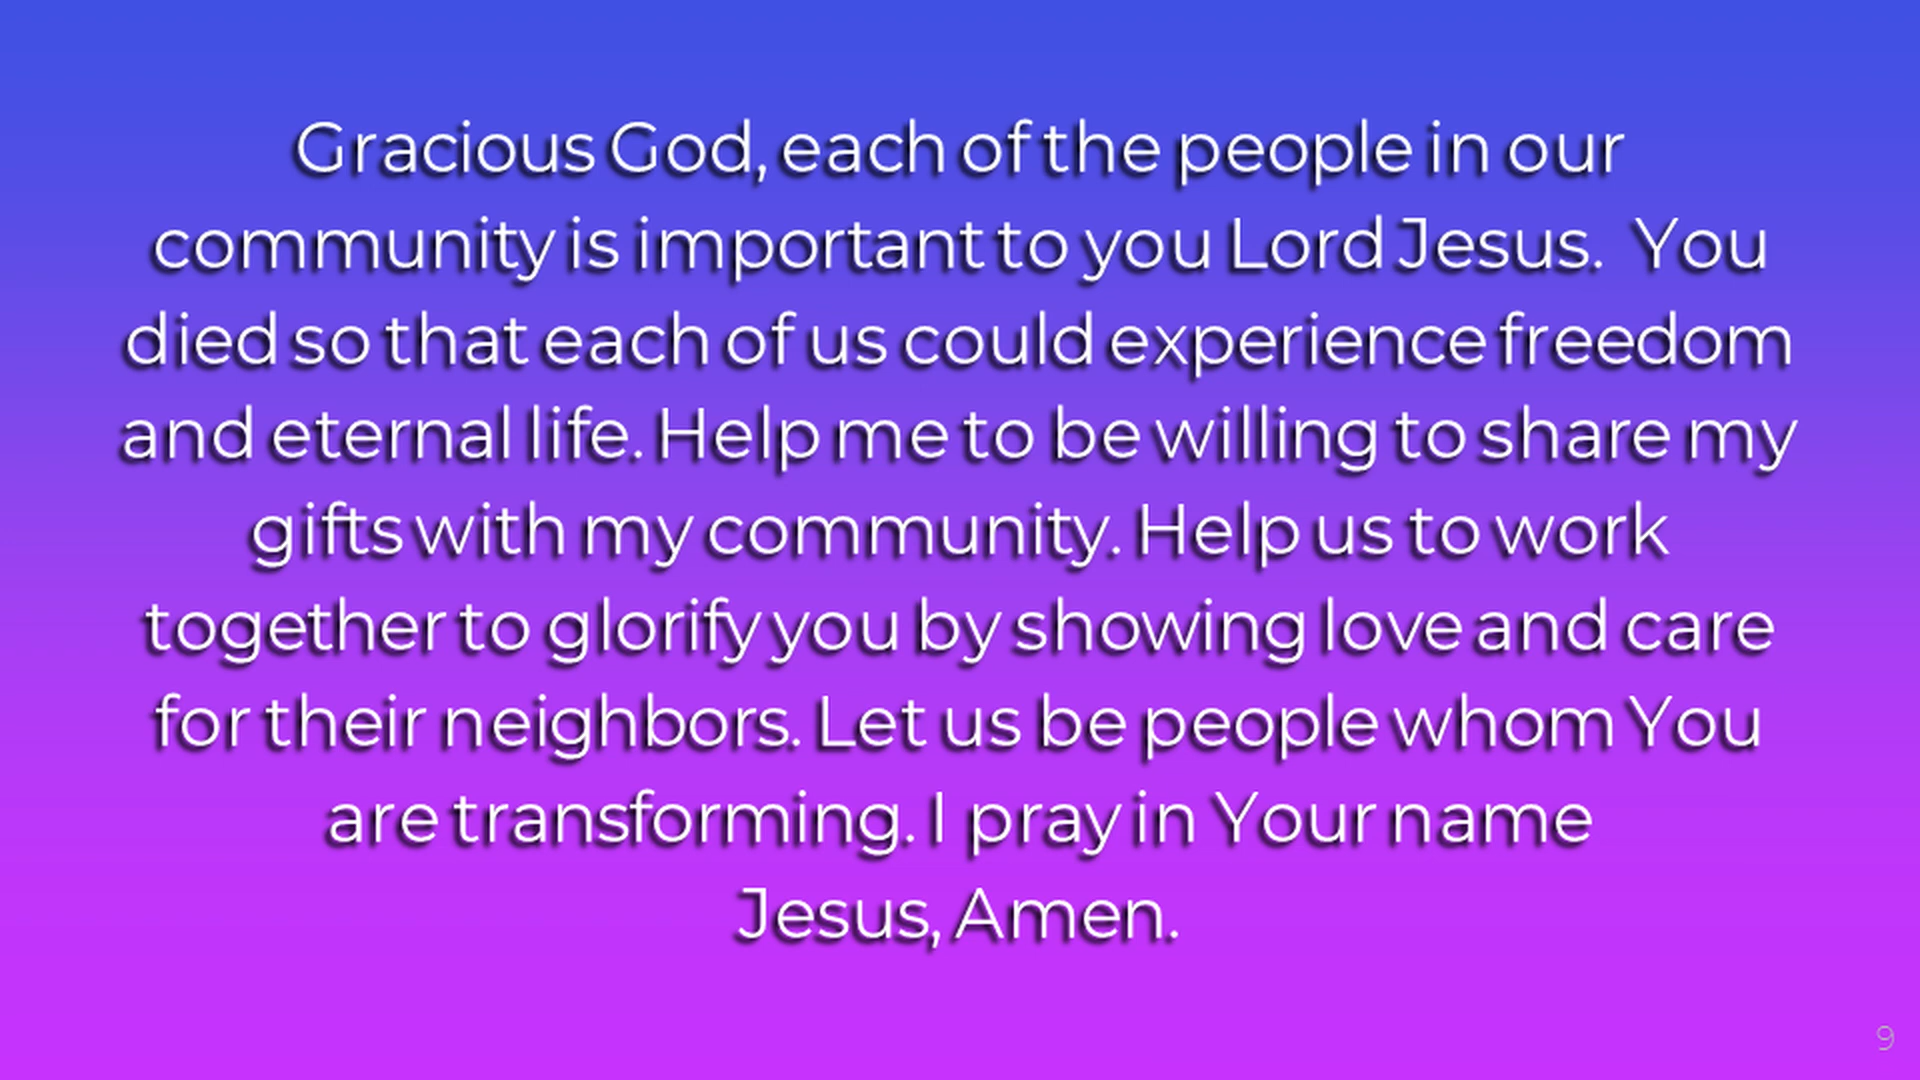 Gracious God, each of the people in our
community is important to you Lord Jesus.  You
died so that each of us could experience freedom
and eternal life. Help me to be willing to share my
gifts with my community. Help us to work
together to glorify you by showing love and care
for their neighbors. Let us be people whom You
are transforming. I pray in Your name
Jesus, Amen.
9